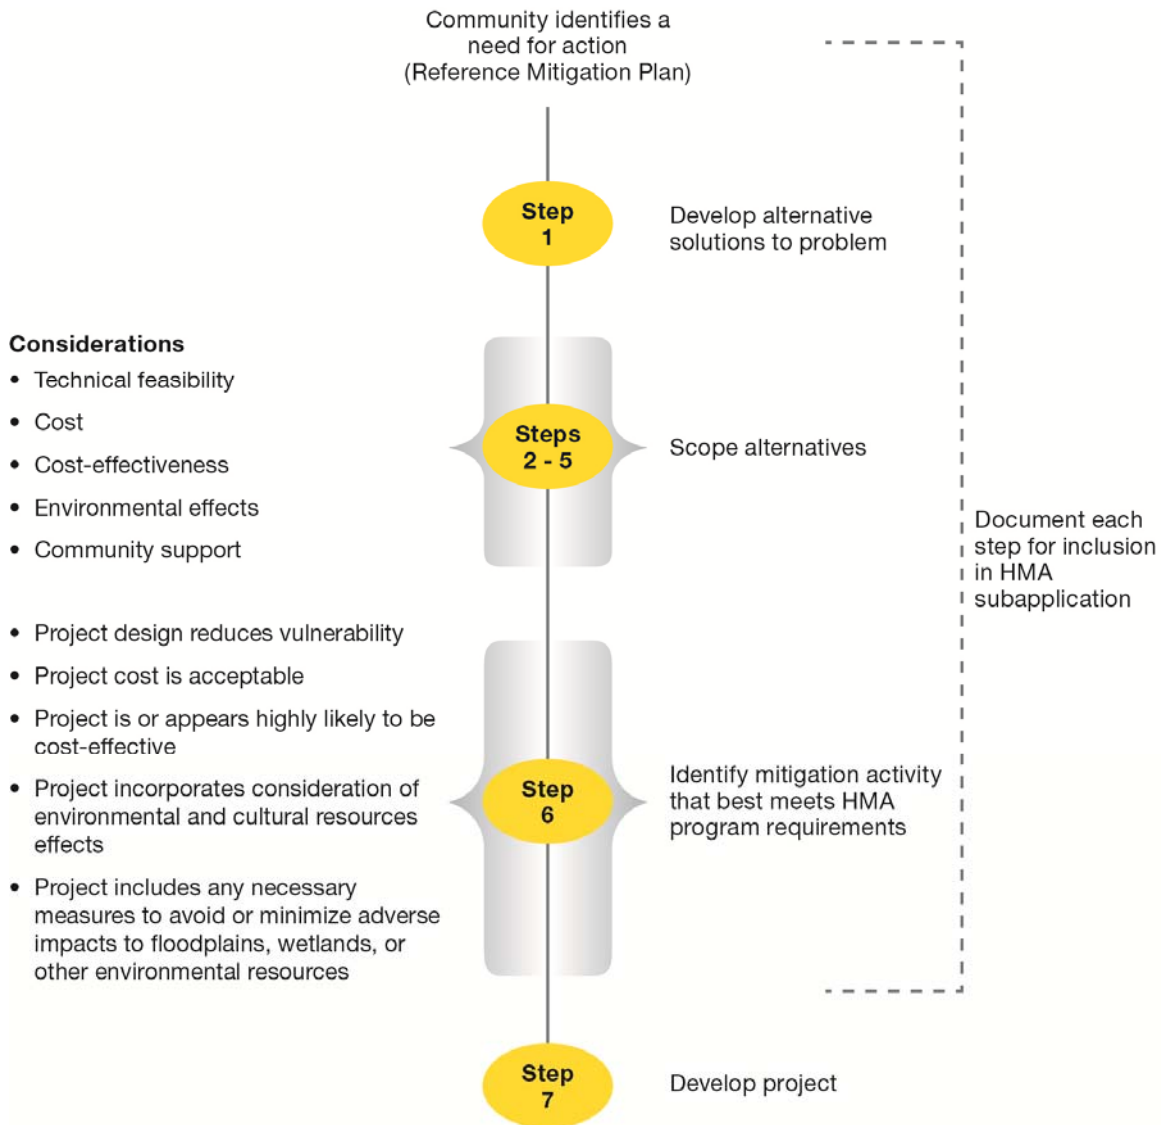 Community identifies a
need for action
(Reference Mitigation Plan)
Step
1
Develop alternative
solutions to problem
Considerations
• Technical feasibility
• Cost
• Cost-effectiveness
• Environmental effects
• Community support
Steps
2 - 5
Scope alternatives
Document each
step for inclusion
in HMA
subapplication
• Project design reduces vulnerability
• Project cost is acceptable
• Project is or appears highly likely to be
cost-effective
• Project incorporates consideration of
environmental and cultural resources
effects
• Project includes any necessary
measures to avoid or minimize adverse
impacts to floodplains, wetlands, or
other environmental resources
Step
6
Identify mitigation activity
that best meets HMA
program requirements
Step
7
Develop project